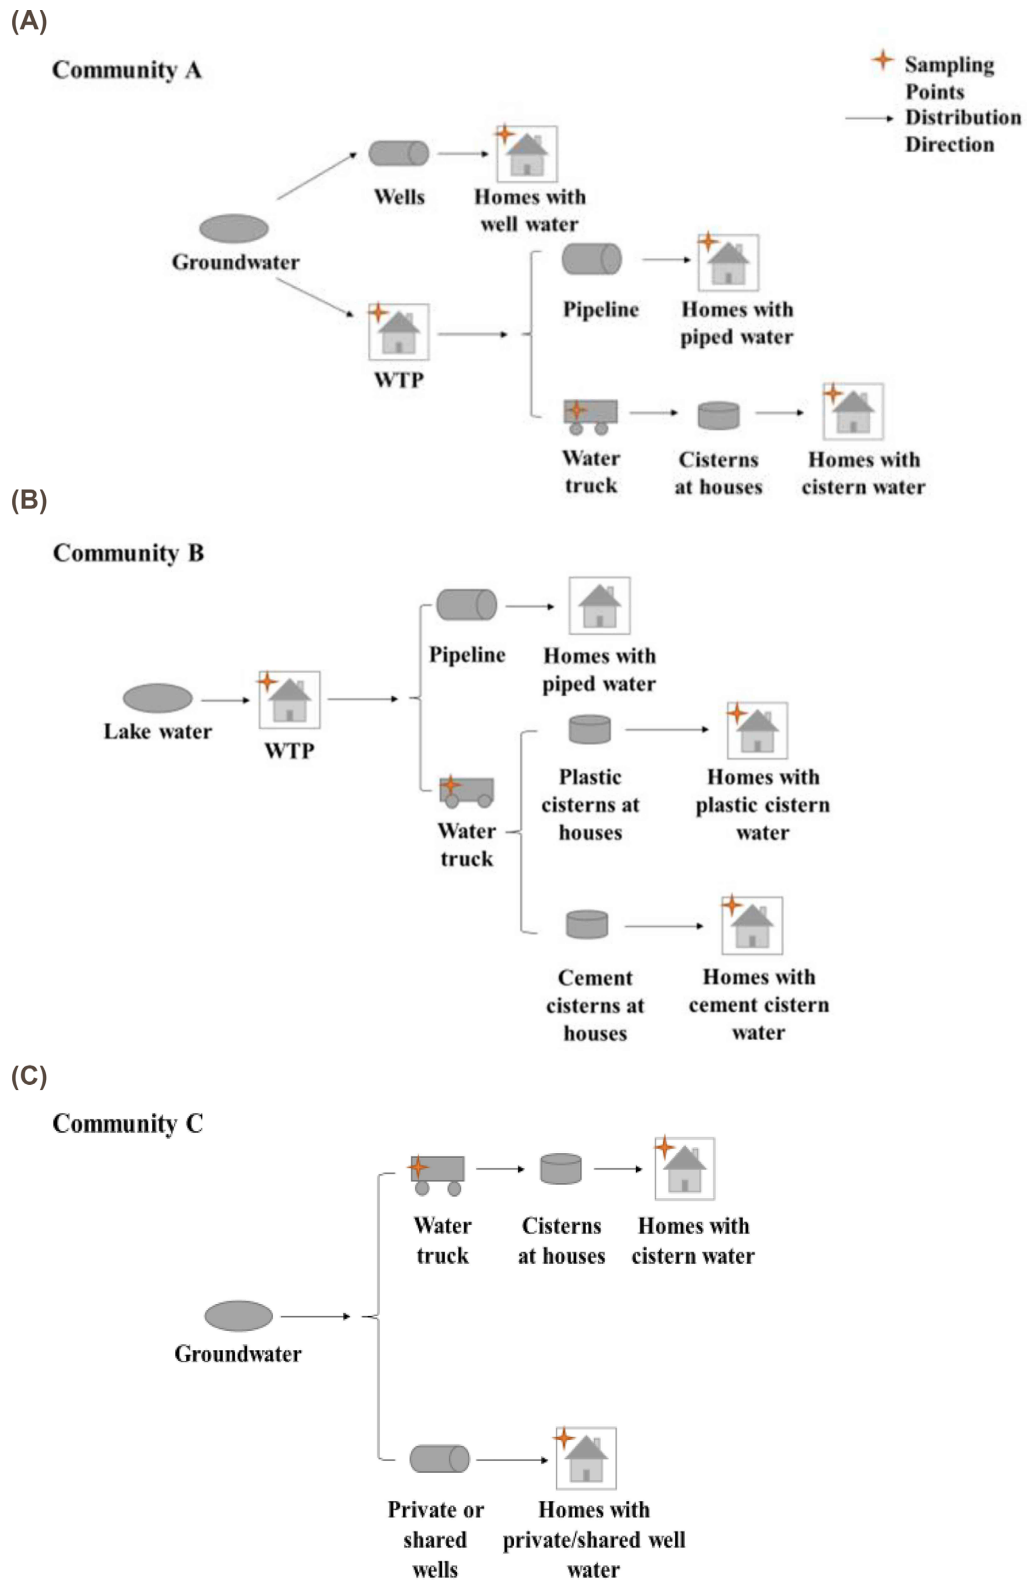 (A)
Community A
Sampling
Points
Distribution
Direction
Wells
Homes with
well water
Groundwater
Pipeline
Homes with
piped water
WTP
Water
truck
Cisterns
at houses
Homes with
cistern water
(B)
Community B
Pipeline
Homes with
piped water
Lake water
WTP
Plastic
cisterns at
houses
Homes with
plastic cistern
water
Water
truck
Cement
cisterns at
houses
Homes with
cement cistern
water
(C)
Community C
Water
truck
Cisterns
at houses
Homes with
cistern water
Groundwater
Private or
shared
wells
Homes with
private/shared well
water